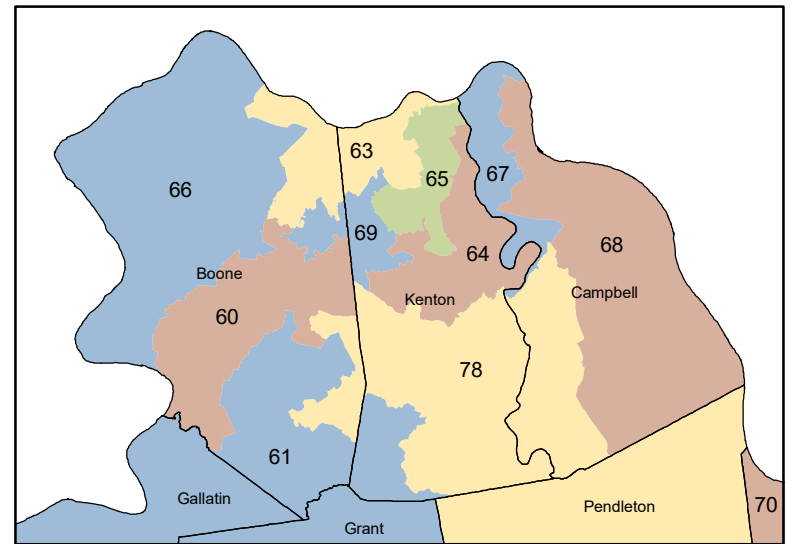 63
65
67
66
69
68
64
Boone
Campbell
Kenton
60
78
61
Gallatin
70
Pendleton
Grant